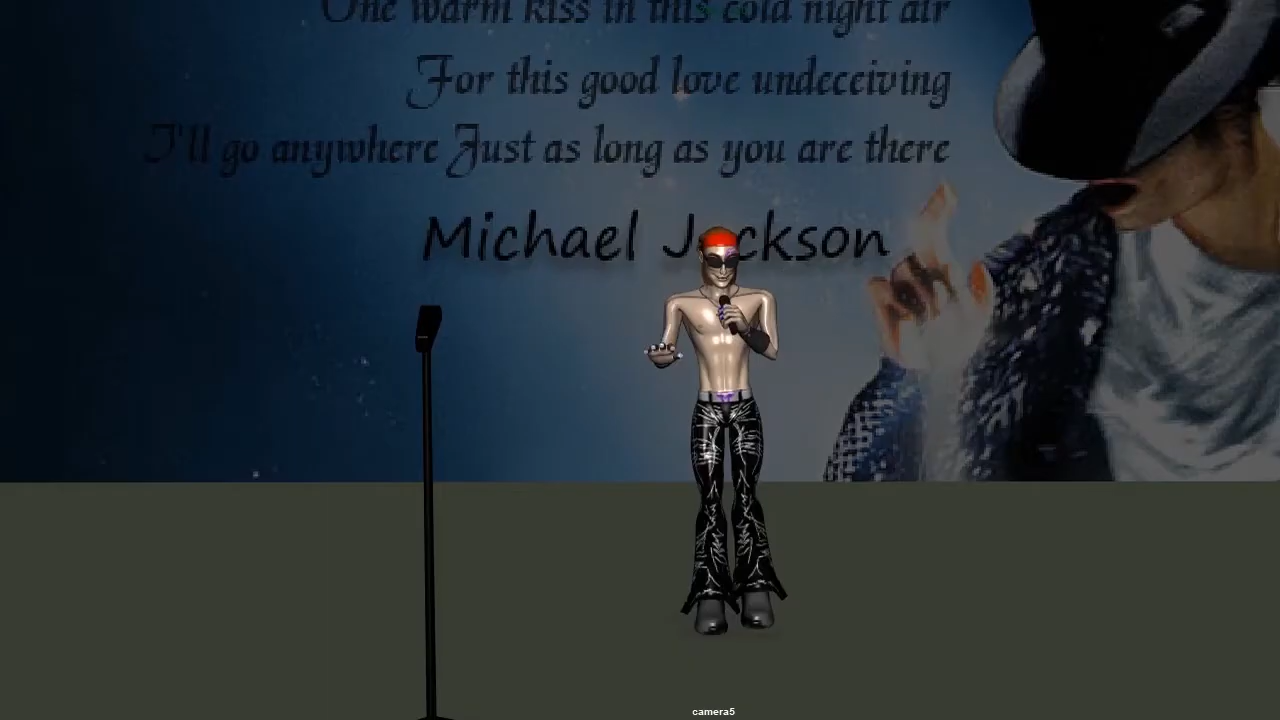 One warm kiss in this cold night air
For this good love undeceiving
I'll go anywhere Just as long as you are there
Michael Jackson
camera5